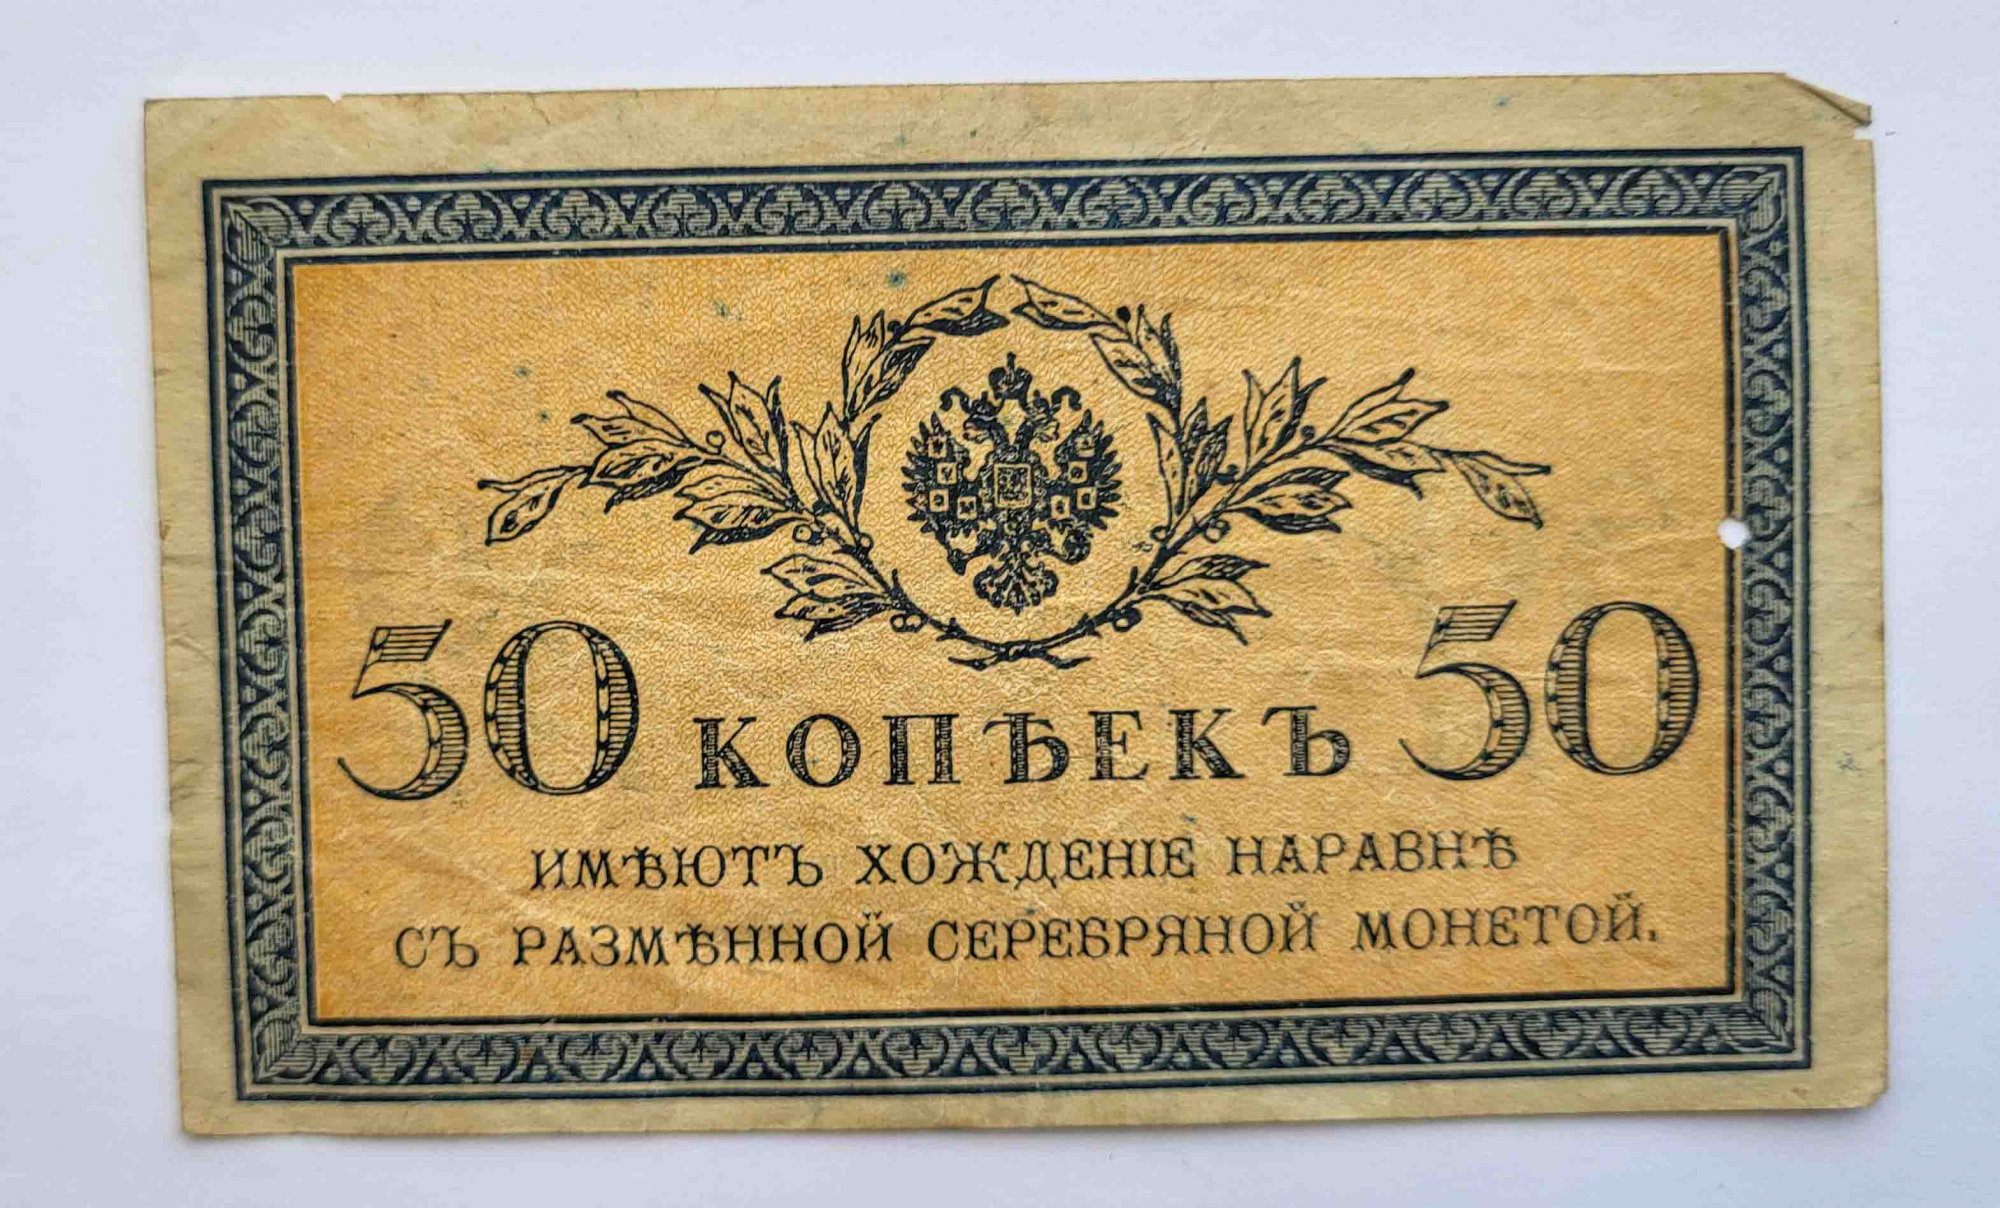 50 КОПѢЕКЪ 50
ИМѢЮТЪ ХОЖДЕНІЕ НАРАВНѢ
СЪ РАЗМѢННОЙ СЕРЕБРЯНОЙ МОНЕТОЙ.